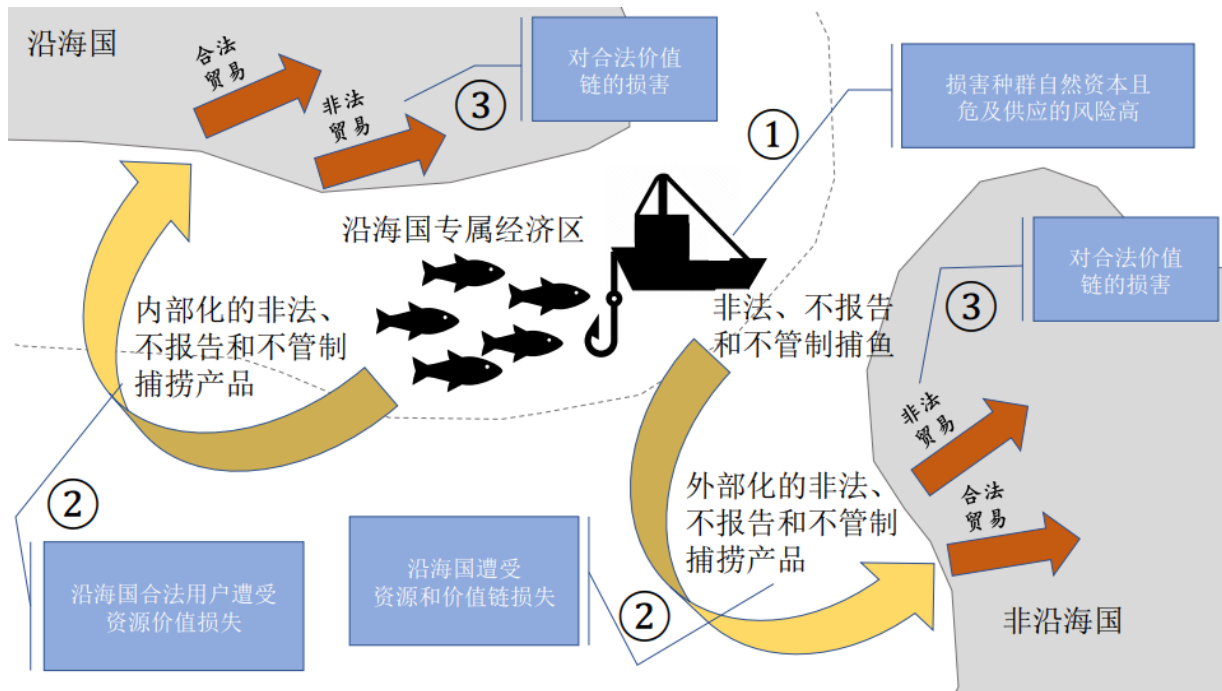 沿海国
合法
贸易
非法
贸易
③
对合法价值
链的损害
①
损害种群自然资本且
危及供应的风险高
沿海国专属经济区
③
对合法价值
链的损害
内部化的非法、
不报告和不管制
捕捞产品
非法、不报告
和不管制捕鱼
非法
贸易
合法
贸易
②
沿海国合法用户遭受
资源价值损失
沿海国遭受
资源和价值链损失
②
外部化的非法、
不报告和不管制
捕捞产品
非沿海国